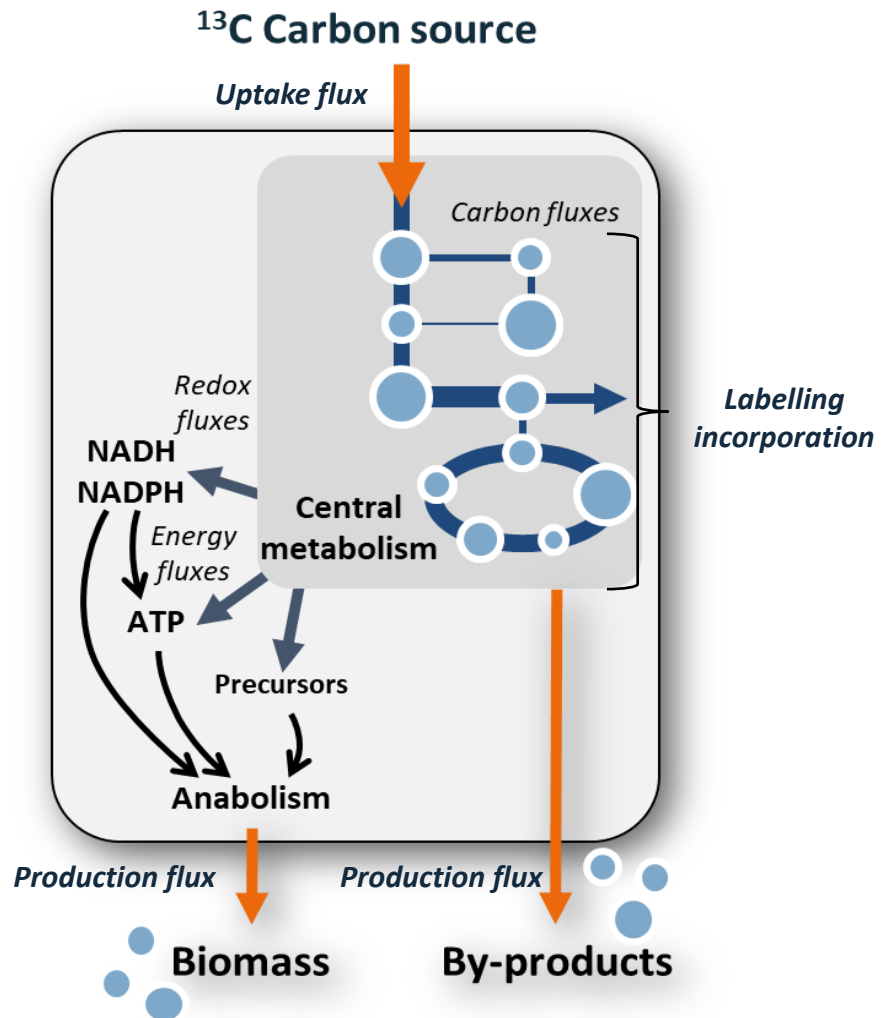 ¹³C Carbon source
Uptake flux
Carbon fluxes
Redox
fluxes
Labelling
incorporation
NADH
NADPH
Central
metabolism
Energy
fluxes
ATP
Precursors
Anabolism
Production flux
Production flux
Biomass
By-products